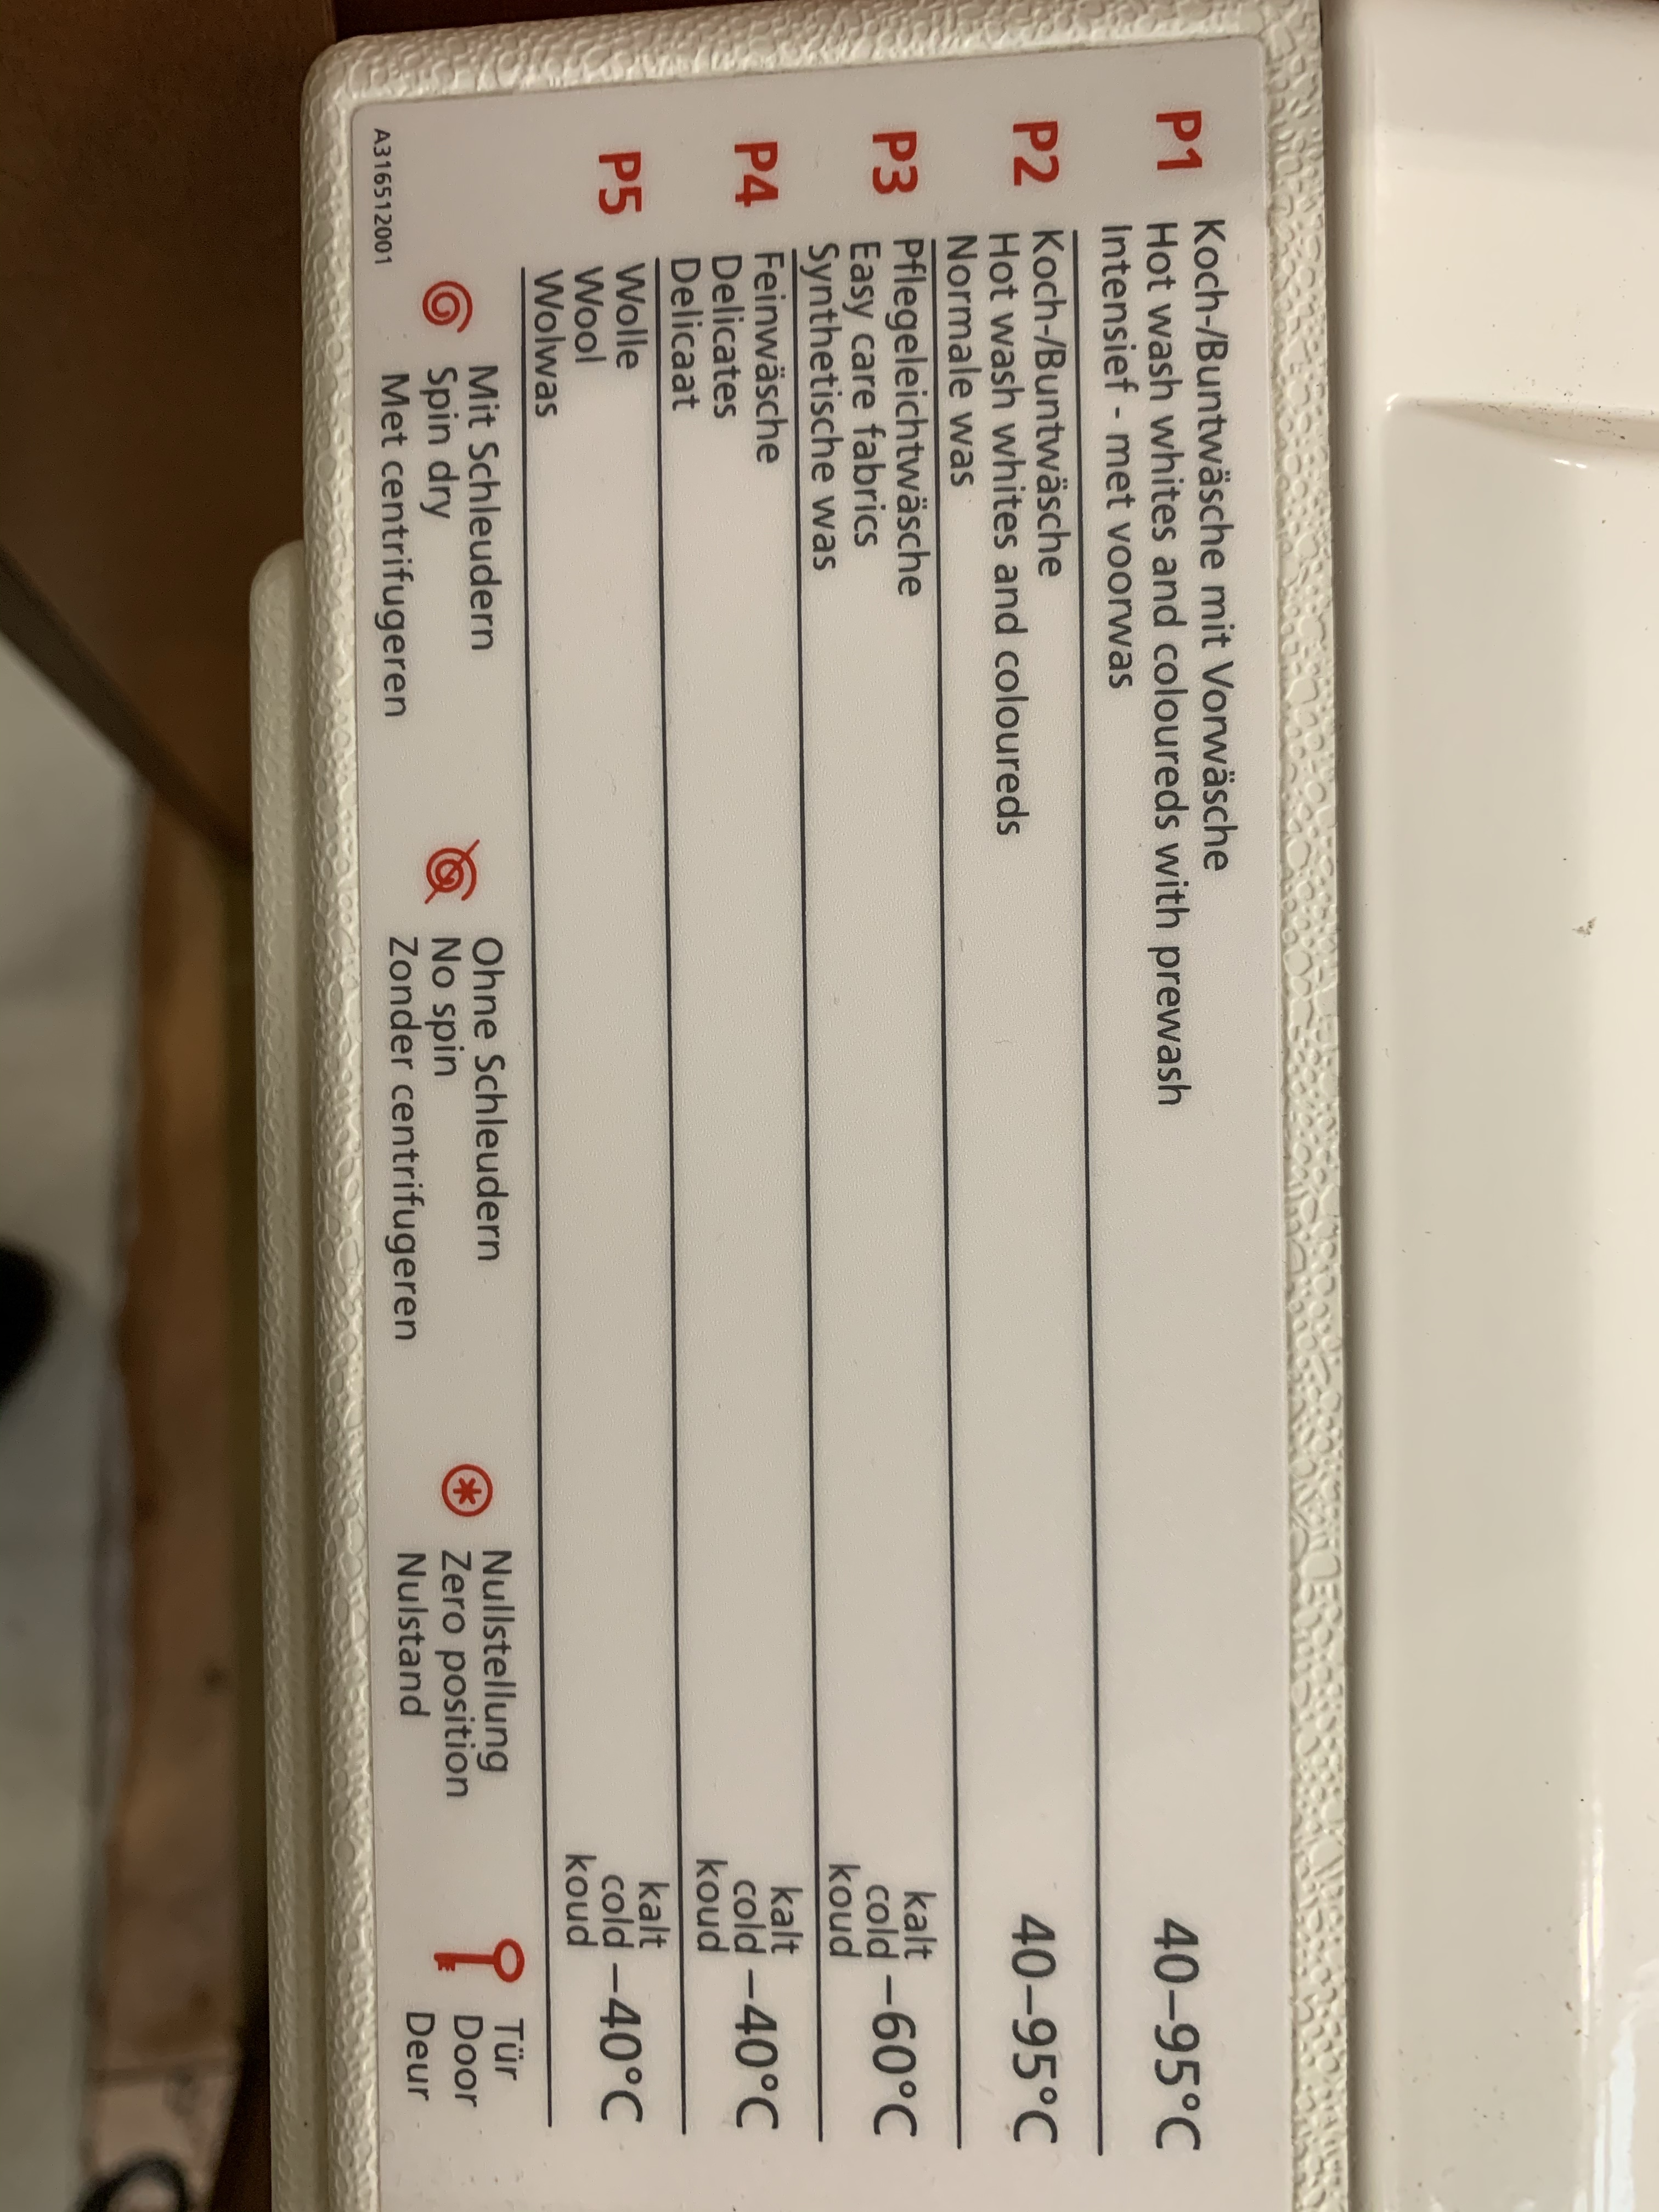 P1
Koch-/Buntwäsche mit Vorwäsche
Hot wash whites and coloureds with prewash
Intensief - met voorwas
40–95°C
P2
Koch-/Buntwäsche
Hot wash whites and coloureds
Normale was
40–95°C
P3
Pflegeleichtwäsche
Easy care fabrics
Synthetische was
kalt
cold –60°C
koud
P4
Feinwäsche
Delicates
Delicaat
kalt
cold –40°C
koud
P5
Wolle
Wool
Wolwas
kalt
cold –40°C
koud
Mit Schleudern
Spin dry
Met centrifugeren
Ohne Schleudern
No spin
Zonder centrifugeren
Nullstellung
Zero position
Nulstand
Tür
Door
Deur
A316512001